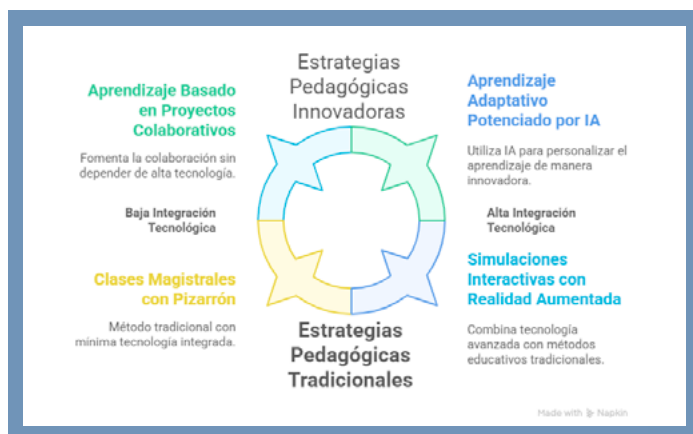 Estrategias
Pedagógicas
Innovadoras
Aprendizaje Basado
en Proyectos
Colaborativos
Fomenta la colaboración sin
depender de alta tecnología.
Aprendizaje
Adaptativo
Potenciado por IA
Utiliza IA para personalizar el
aprendizaje de manera
innovadora.
Baja Integración
Tecnológica
Alta Integración
Tecnológica
Clases Magistrales
con Pizarrón
Método tradicional con
mínima tecnología integrada.
Simulaciones
Interactivas con
Realidad Aumentada
Combina tecnología
avanzada con métodos
educativos tradicionales.
Estrategias
Pedagógicas
Tradicionales
Made with Napkin